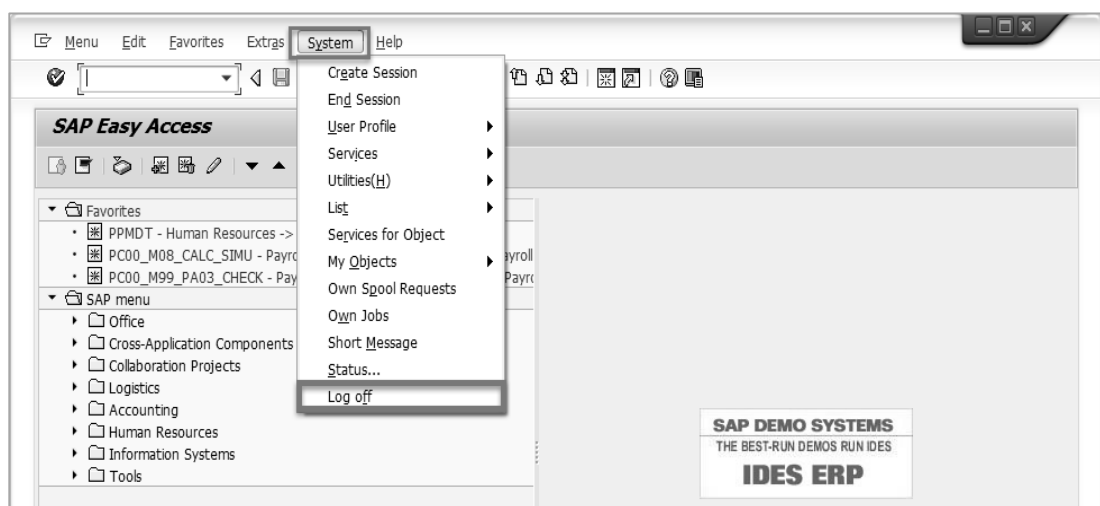 Menu Edit Favorites Extras System Help
Create Session
End Session
SAP Easy Access
User Profile
Services
Utilities(H)
List
Favorites
Services for Object
PPMDT - Human Resources ->
PC00_M08_CALC_SIMU - Payro
My Objects
ayroll
PC00_M99_PA03_CHECK - Pay
Payro
Own Spool Requests
SAP menu
Own Jobs
Office
Short Message
Cross-Application Components
Status...
Collaboration Projects
Log off
Logistics
Accounting
Human Resources
Information Systems
Tools
SAP DEMO SYSTEMS
THE BEST-RUN DEMOS RUN IDES
IDES ERP